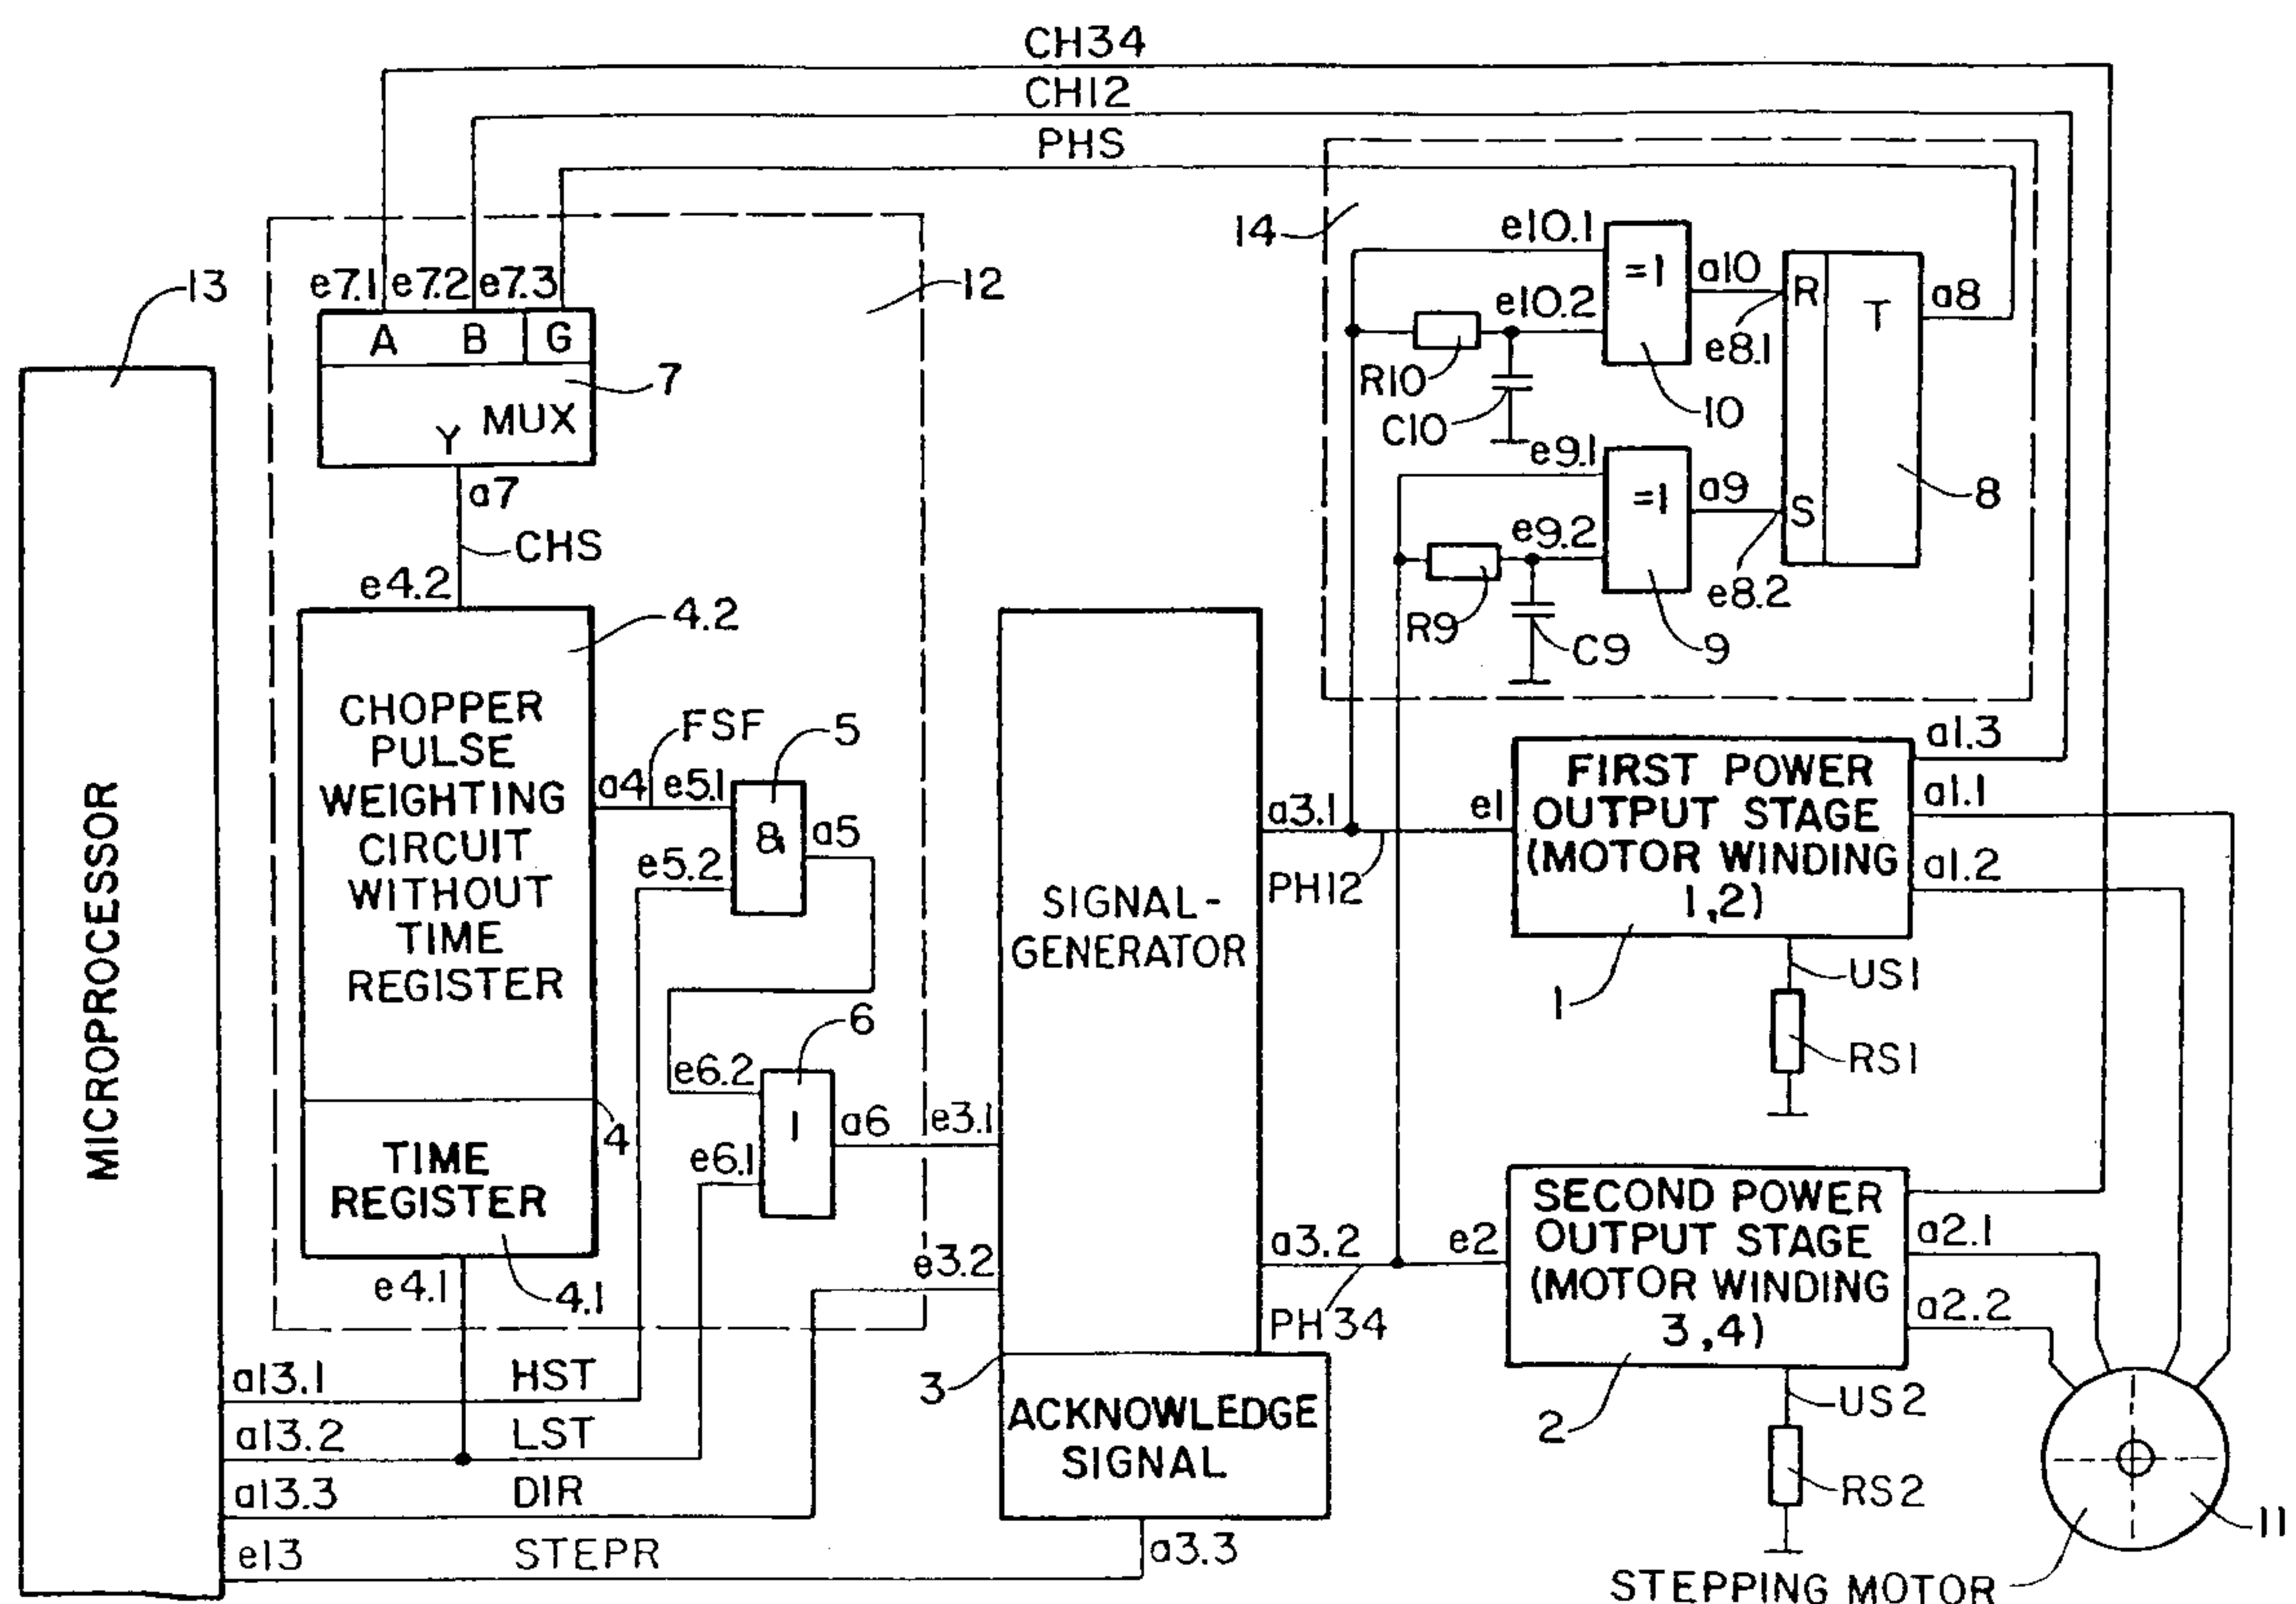 CH34
CH12
PHS
14
e10.1
=1
a10
R
T
a8
e10.2
e8.1
R10
C10
10
e9.1
=1
a9
S
8
e9.2
e8.2
R9
C9
9
13
e7.1
e7.2
e7.3
12
A
B
G
7
MUX
Y
a7
CHS
e4.2
4.2
CHOPPER
PULSE
WEIGHTING
CIRCUIT
WITHOUT
TIME
REGISTER
FSF
5
a4
e5.1
&
a5
e5.2
6
e6.2
1
a6
e3.1
4
e6.1
TIME
REGISTER
e4.1
4.1
e3.2
MICROPROCESSOR
a13.1
HST
a13.2
LST
a13.3
DIR
e13
STEPR
SIGNAL-
GENERATOR
3
ACKNOWLEDGE
SIGNAL
a3.3
a3.1
PH12
e1
FIRST POWER
OUTPUT STAGE
(MOTOR WINDING
1,2)
a1.3
a1.1
a1.2
1
US1
RS1
a3.2
PH34
e2
SECOND POWER
OUTPUT STAGE
(MOTOR WINDING
3,4)
a2.1
a2.2
2
US2
RS2
11
STEPPING MOTOR